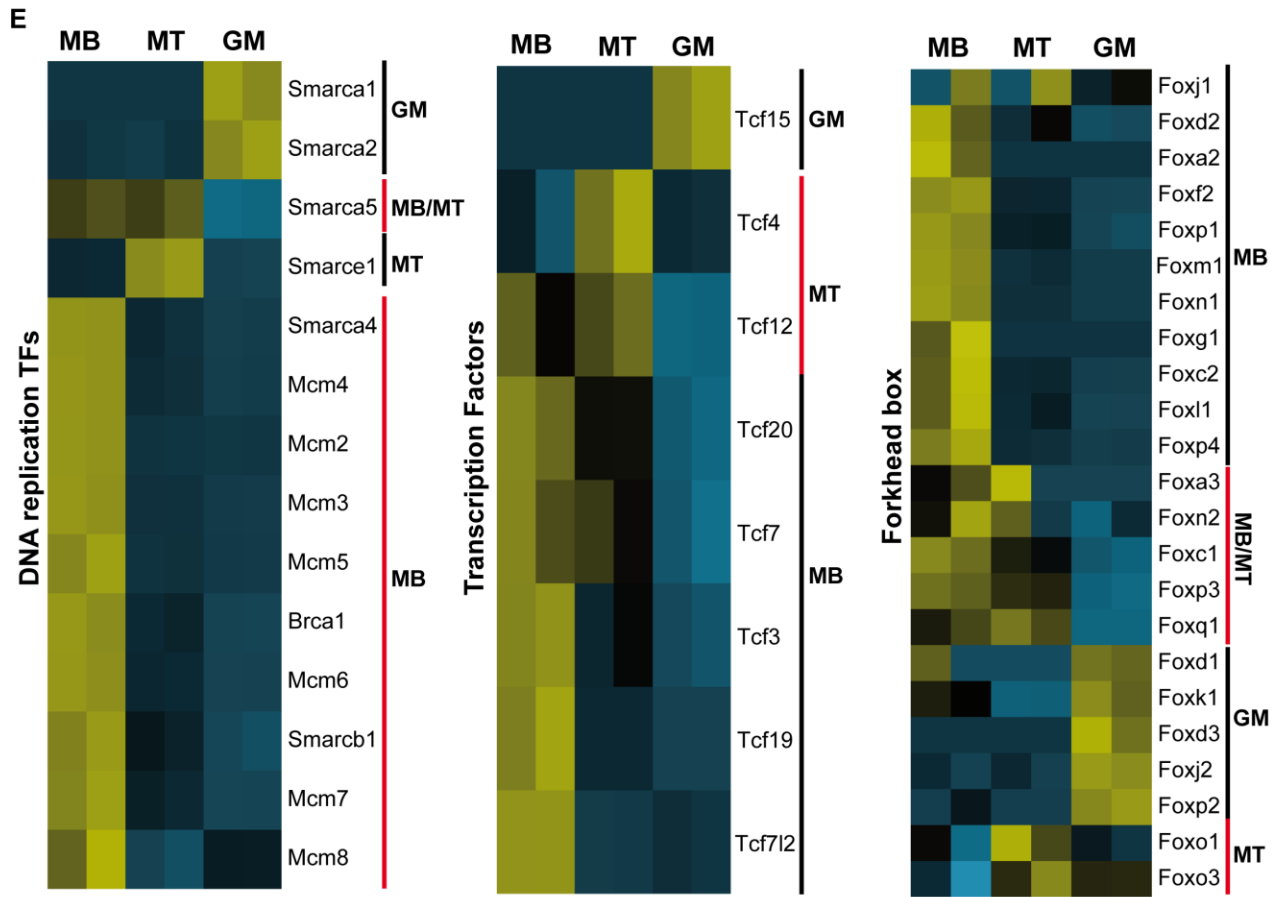 E
MB MT GM
DNA replication TFs
Smarca1
Smarca2
Smarca5
Smarce1
Smarca4
Mcm4
Mcm2
Mcm3
Mcm5
Brca1
Mcm6
Smarcb1
Mcm7
Mcm8
GM
MB/MT
MT
MB
MB MT GM
Transcription Factors
Tcf15
Tcf4
Tcf12
Tcf20
Tcf7
Tcf3
Tcf19
Tcf7l2
GM
MT
MB
MB MT GM
Forkhead box
Foxj1
Foxd2
Foxa2
Foxf2
Foxp1
Foxm1
Foxn1
Foxg1
Foxc2
Foxl1
Foxp4
Foxa3
Foxn2
Foxc1
Foxp3
Foxq1
Foxd1
Foxk1
Foxd3
Foxj2
Foxp2
Foxo1
Foxo3
MB
MB/MT
GM
MT